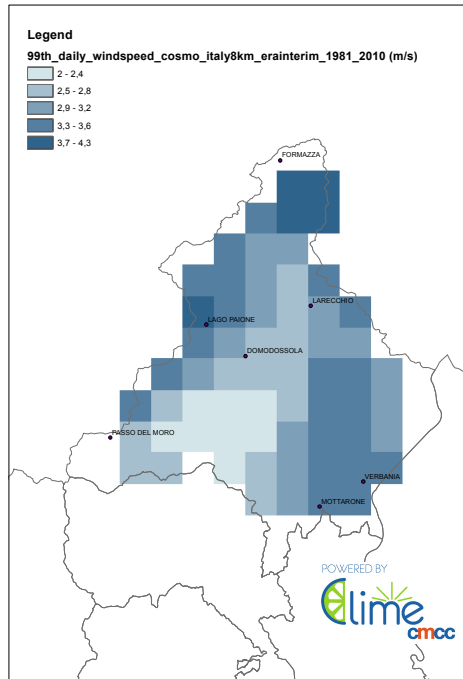 Legend
99th_daily_windspeed_cosmo_italy8km_erainterim_1981_2010 (m/s)
2 - 2,4
2,5 - 2,8
2,9 - 3,2
3,3 - 3,6
3,7 - 4,3
FORMAZZA
LARECCHIO
LAGO PAIONE
DOMODOSSOLA
PASSO DEL MORO
VERBANIA
MOTTARONE
POWERED BY
Clime
cmcc